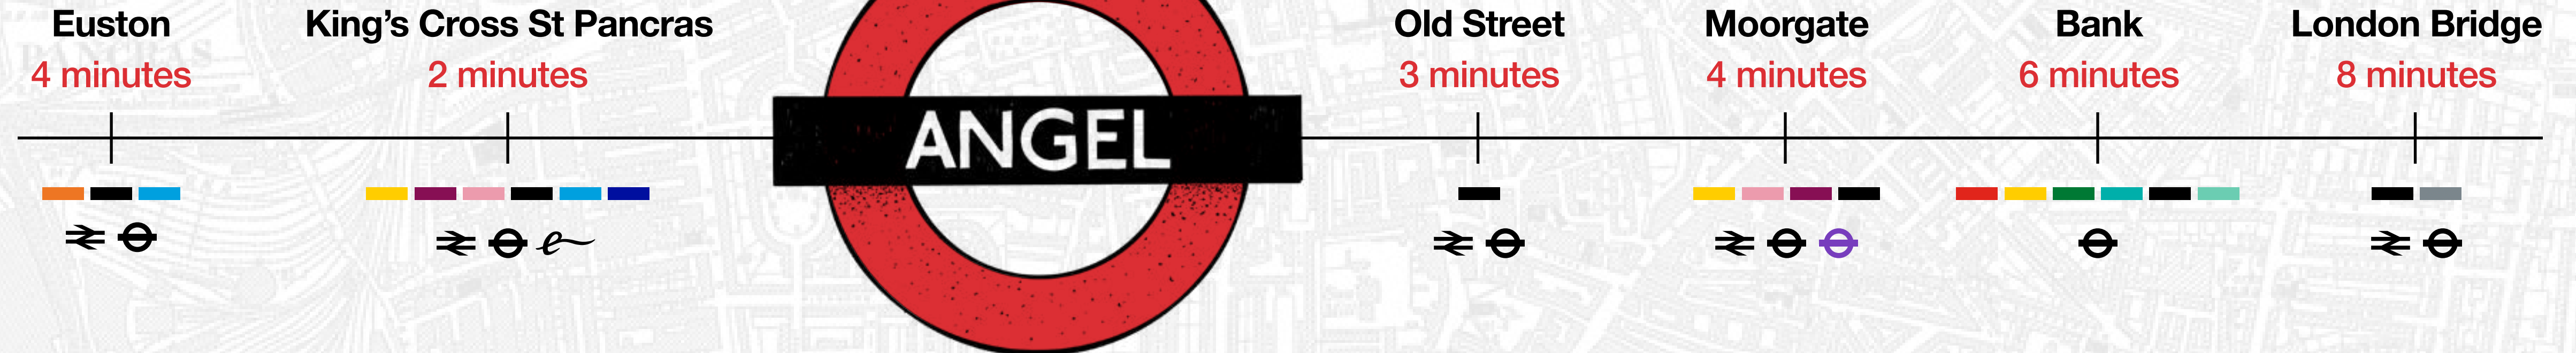 Euston
4 minutes
King's Cross St Pancras
2 minutes
ANGEL
Old Street
3 minutes
Moorgate
4 minutes
Bank
6 minutes
London Bridge
8 minutes
PANCRAS